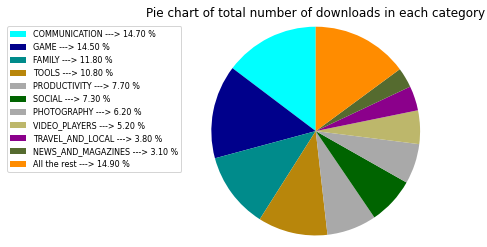 Pie chart of total number of downloads in each category
COMMUNICATION ---> 14.70 %
GAME ---> 14.50 %
FAMILY ---> 11.80 %
TOOLS ---> 10.80 %
PRODUCTIVITY ---> 7.70 %
SOCIAL ---> 7.30 %
PHOTOGRAPHY ---> 6.20 %
VIDEO_PLAYERS ---> 5.20 %
TRAVEL_AND_LOCAL ---> 3.80 %
NEWS_AND_MAGAZINES ---> 3.10 %
All the rest ---> 14.90 %